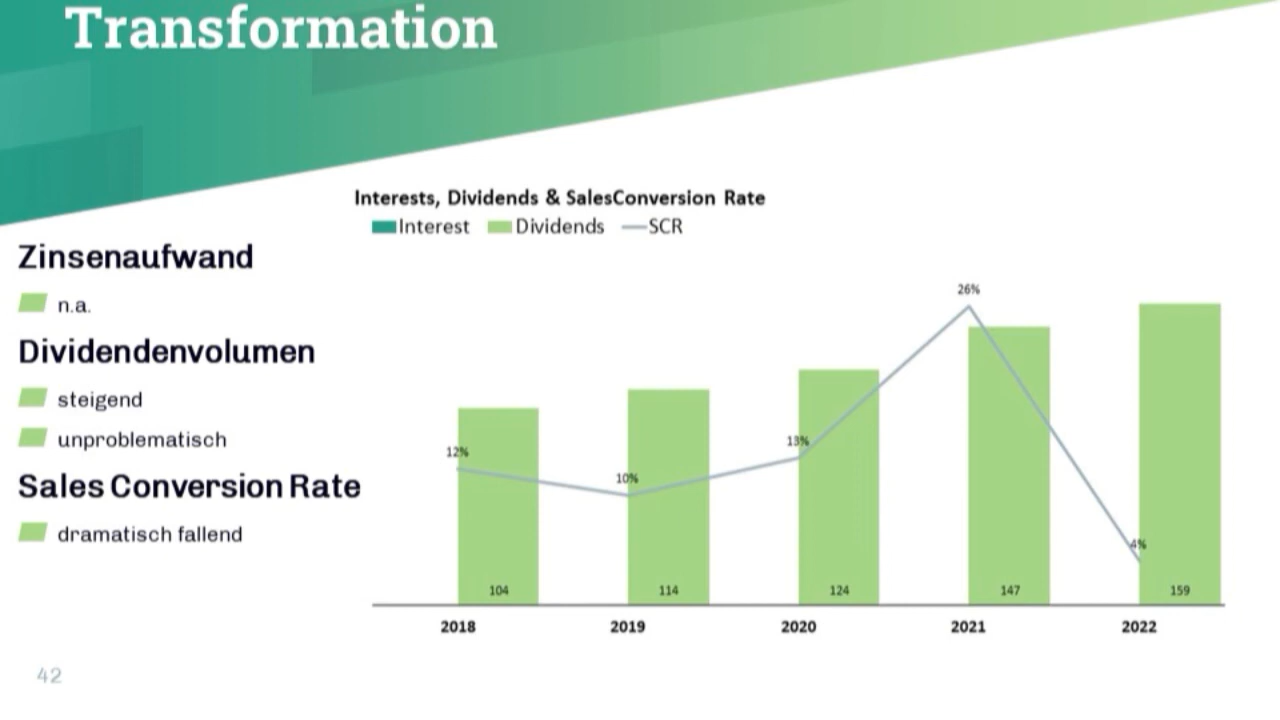 Transformation
Interests, Dividends & SalesConversion Rate
Interest Dividends SCR
Zinsenaufwand
n.a.
Dividendenvolumen
steigend
unproblematisch
Sales Conversion Rate
dramatisch fallend
26%
12%
10%
13%
4%
104 114 124 147 159
2018 2019 2020 2021 2022
42